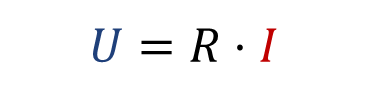 U = R · I